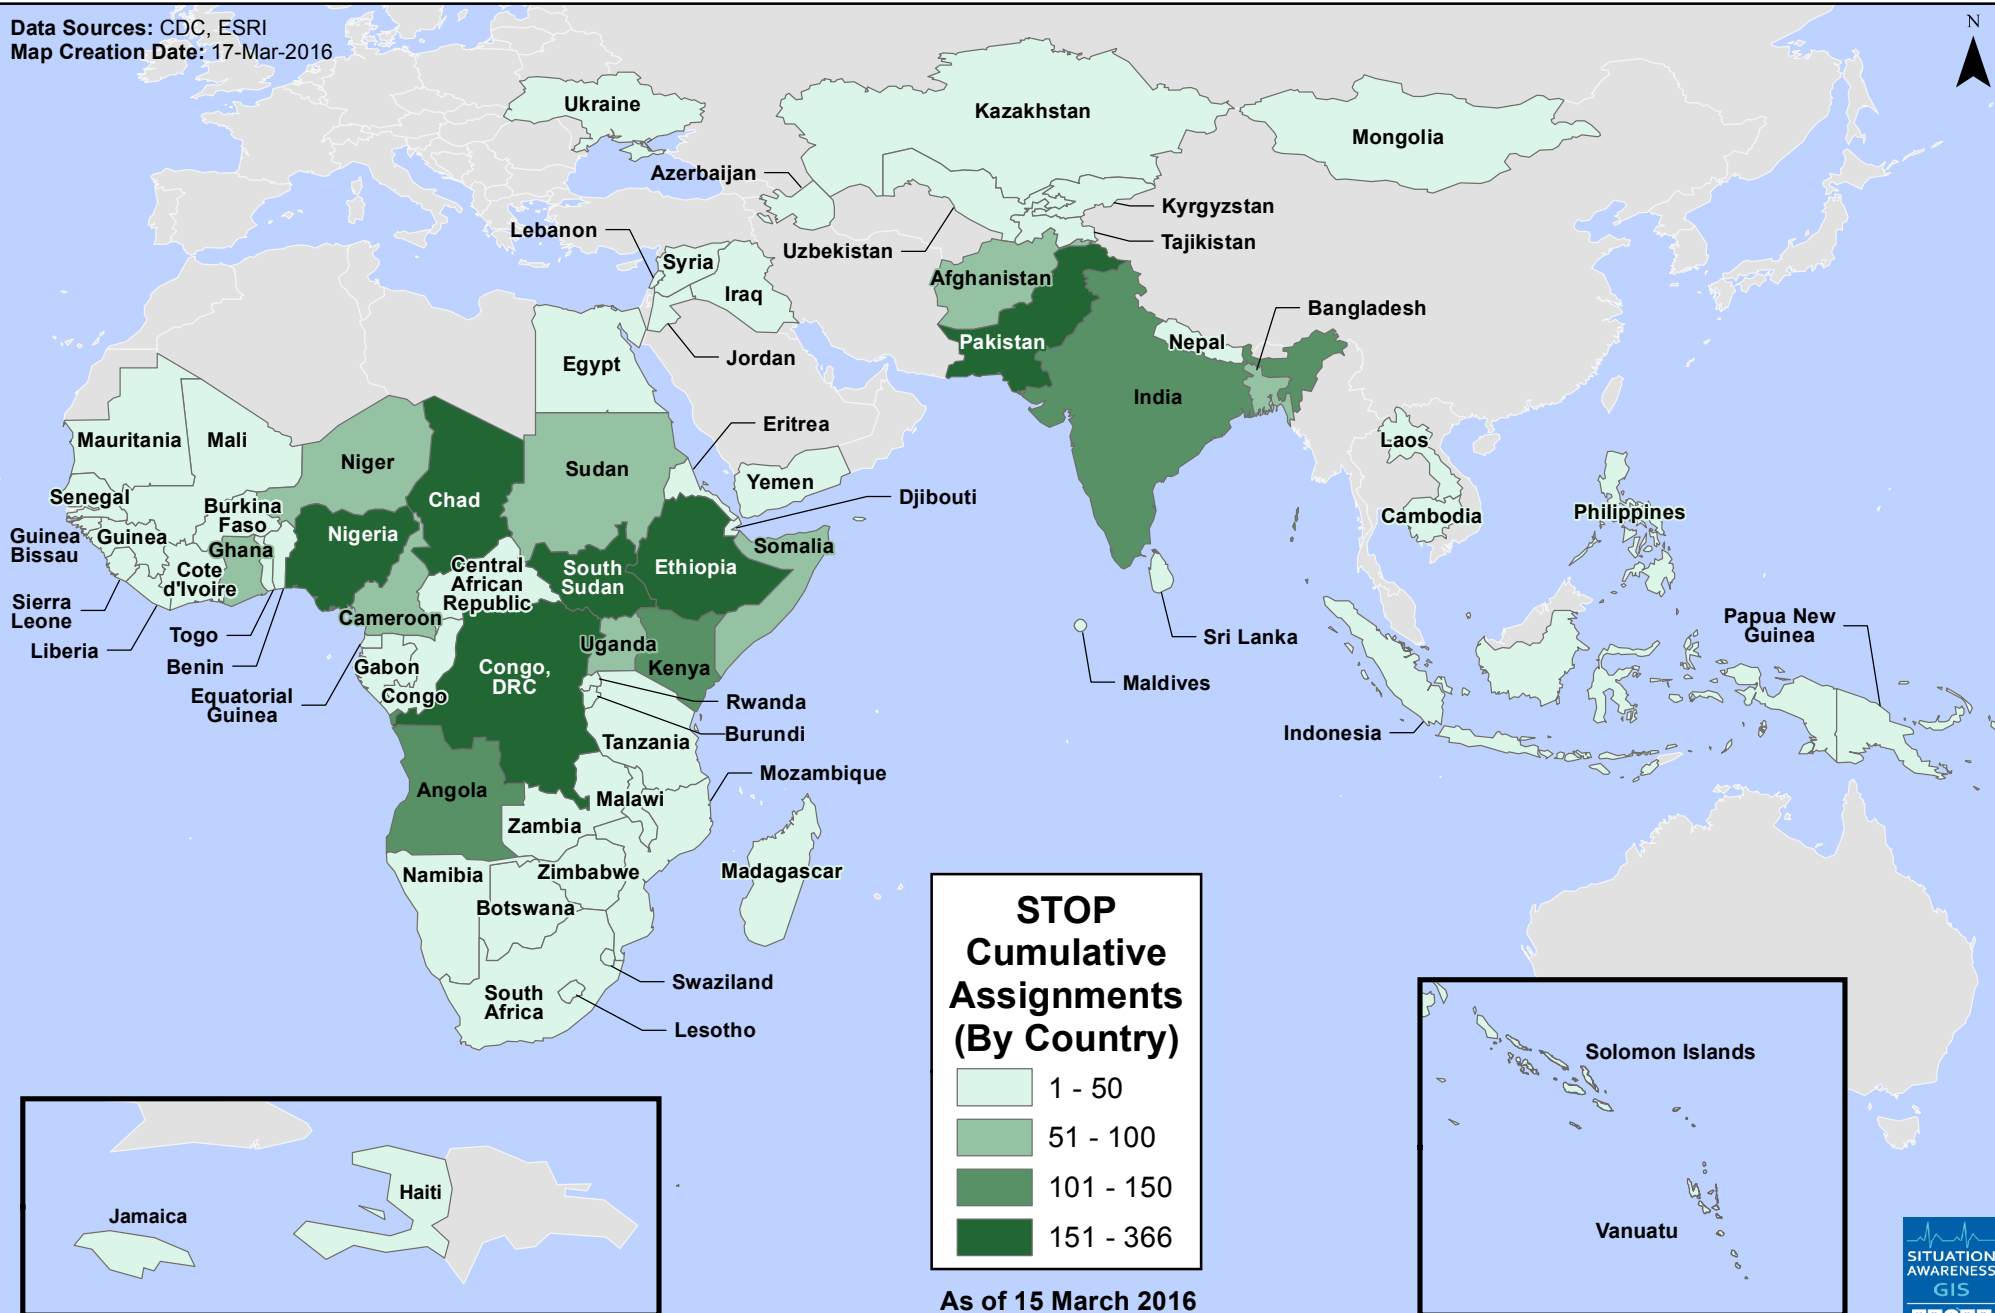 Data Sources: CDC, ESRI
Map Creation Date: 17-Mar-2016
N
Ukraine
Kazakhstan
Mongolia
Azerbaijan
Kyrgyzstan
Lebanon
Uzbekistan
Tajikistan
Syria
Afghanistan
Iraq
Bangladesh
Pakistan
Nepal
Jordan
Egypt
India
Eritrea
Mauritania
Mali
Niger
Sudan
Laos
Yemen
Djibouti
Senegal
Chad
Burkina
Faso
Philippines
Cambodia
Guinea
Bissau
Guinea
Nigeria
Ghana
Somalia
Cote
d'Ivoire
Central
African
Republic
South
Sudan
Ethiopia
Sierra
Leone
Cameroon
Togo
Liberia
Uganda
Sri Lanka
Papua New
Guinea
Benin
Gabon
Congo,
DRC
Kenya
Maldives
Equatorial
Guinea
Congo
Rwanda
Burundi
Indonesia
Tanzania
Mozambique
Angola
Malawi
Zambia
Namibia
Zimbabwe
Madagascar
Botswana
Swaziland
South
Africa
Lesotho
STOP
Cumulative
Assignments
(By Country)
1 - 50
51 - 100
101 - 150
151 - 366
As of 15 March 2016
Solomon Islands
Vanuatu
Haiti
Jamaica
SITUATION
AWARENESS
GIS